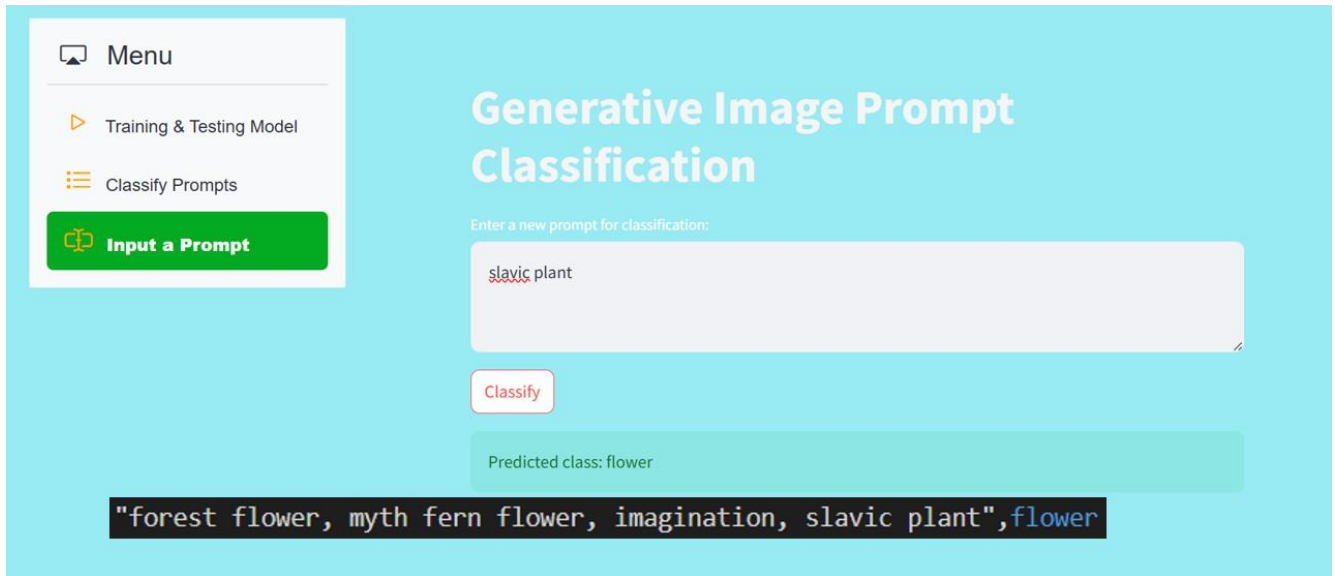 Menu
Training & Testing Model
Classify Prompts
Input a Prompt
Generative Image Prompt
Classification
Enter a new prompt for classification:
slavic plant
Classify
Predicted class: flower
"forest flower, myth fern flower, imagination, slavic plant",flower